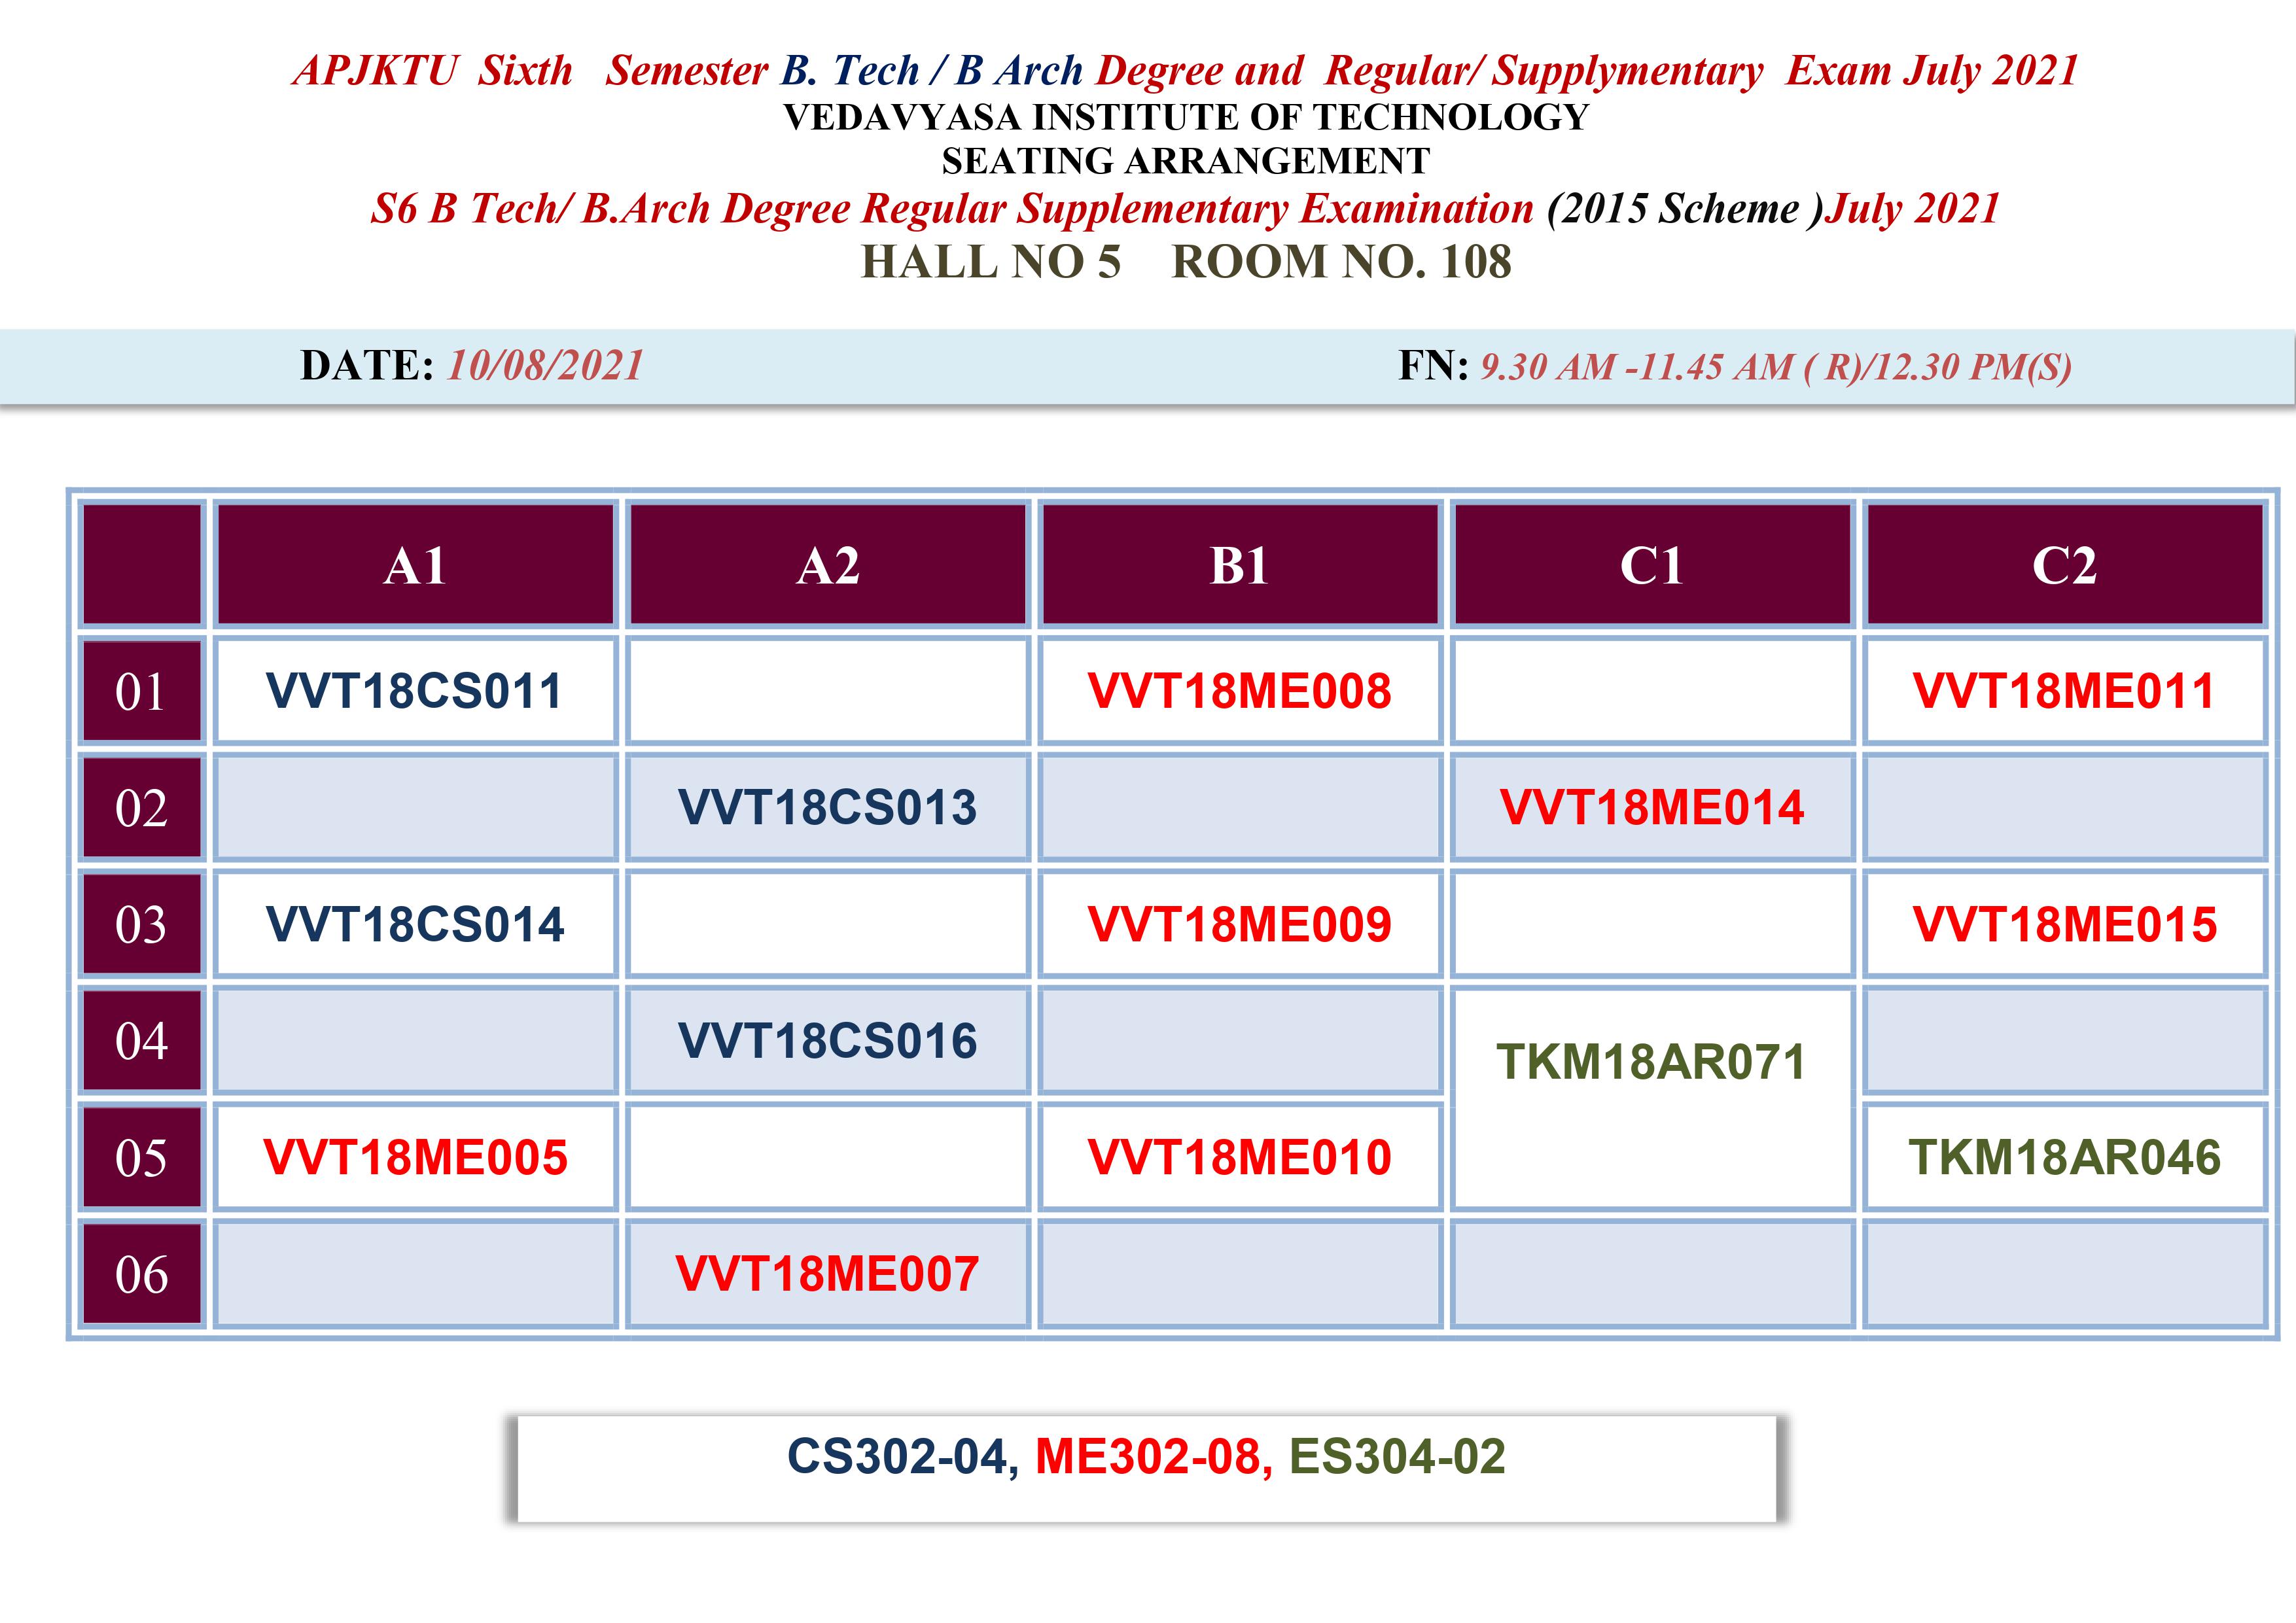 APJKTU Sixth Semester B. Tech / B Arch Degree and Regular/ Supplymentary Exam July 2021
VEDAVYASA INSTITUTE OF TECHNOLOGY
SEATING ARRANGEMENT
S6 B Tech/ B.Arch Degree Regular Supplementary Examination (2015 Scheme )July 2021
HALL NO 5 ROOM NO. 108
DATE: 10/08/2021 FN: 9.30 AM -11.45 AM ( R)/12.30 PM(S)
A1 A2 B1 C1 C2
01 VVT18CS011 VVT18ME008 VVT18ME011
02 VVT18CS013 VVT18ME014
03 VVT18CS014 VVT18ME009 VVT18ME015
04 VVT18CS016 TKM18AR071
05 VVT18ME005 VVT18ME010 TKM18AR046
06 VVT18ME007
CS302-04, ME302-08, ES304-02